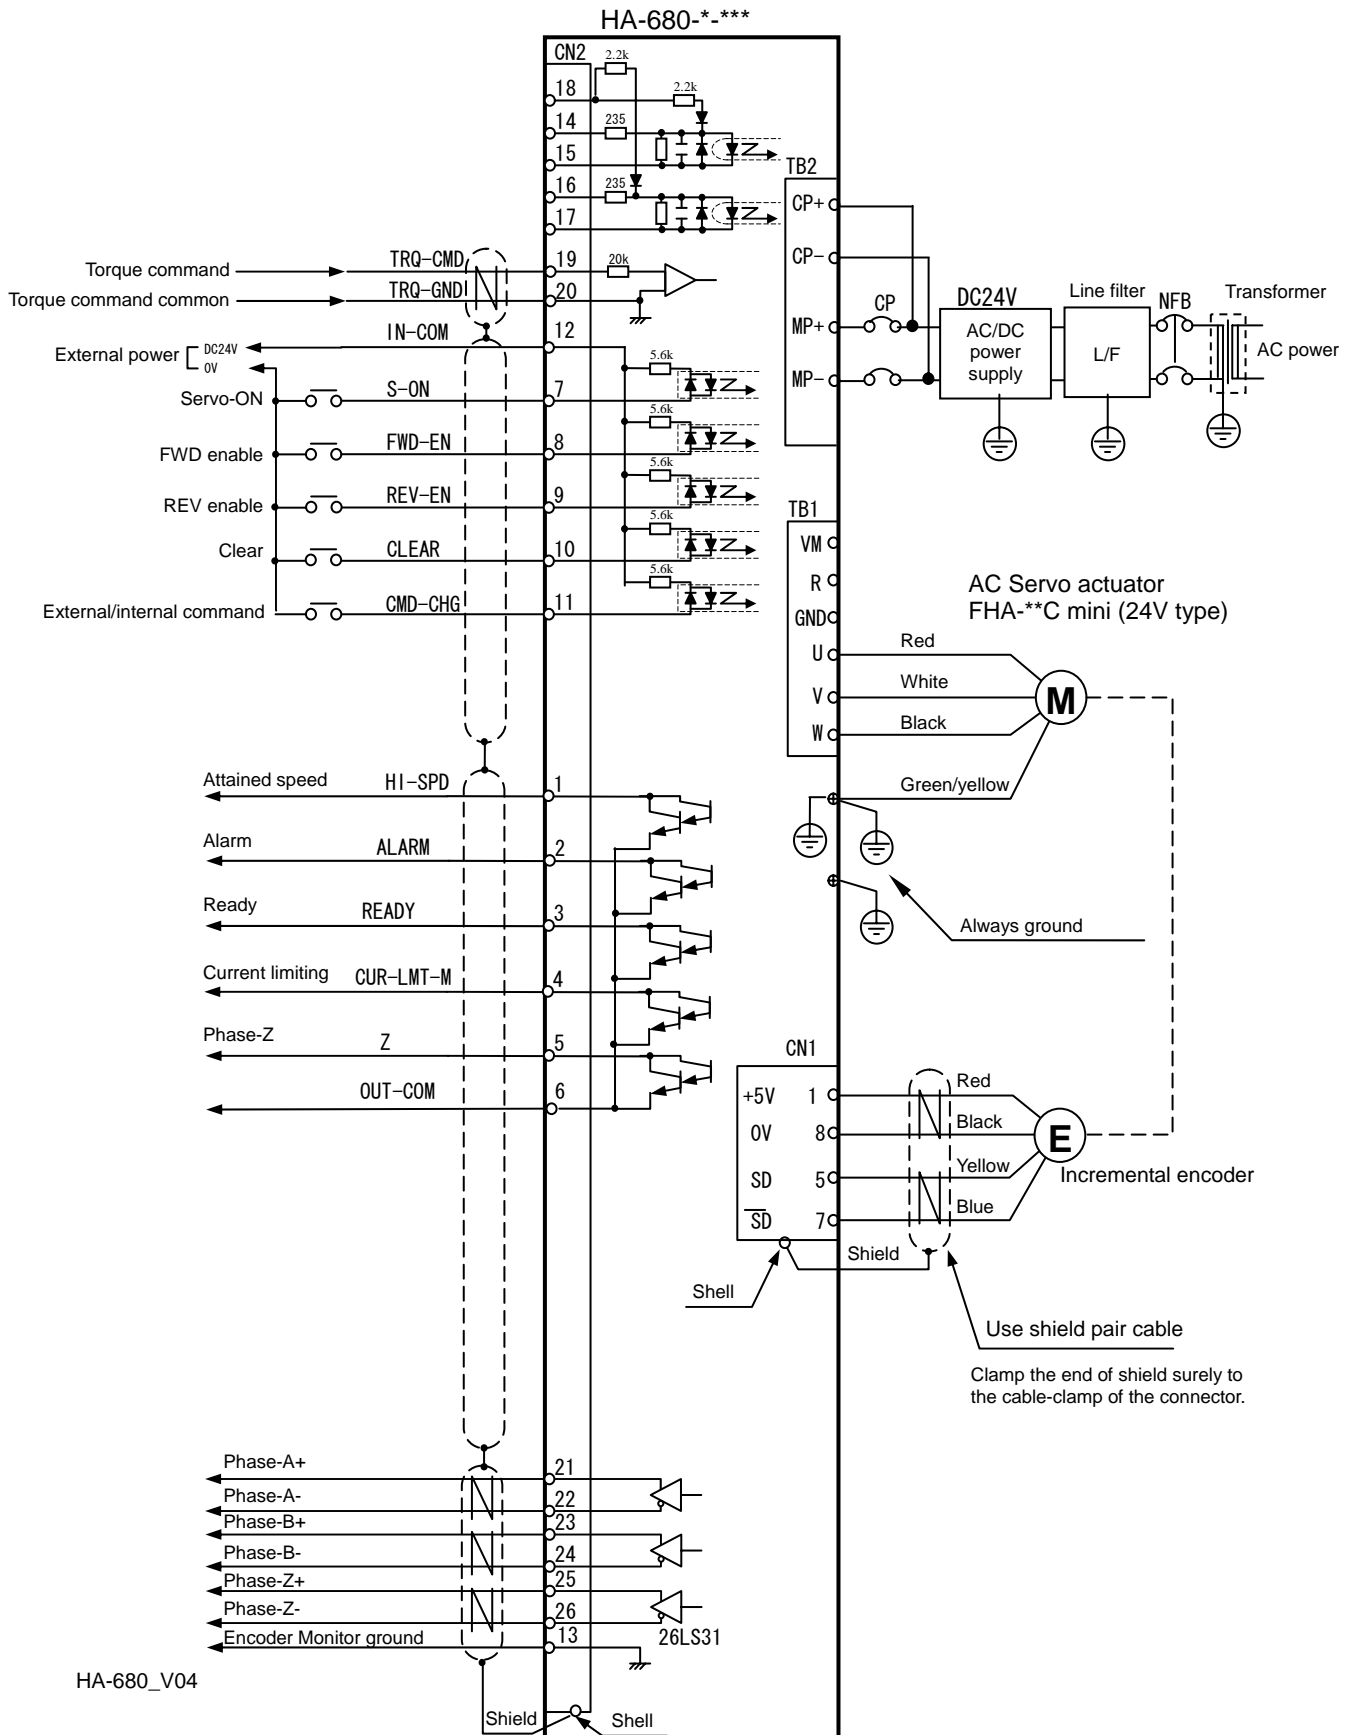 HA-680-*-***
CN2
2.2k
18
2.2k
14
235
15
16
235
17
TB2
CP+
CP-
MP+
MP-
CP
DC24V
AC/DC
power
supply
Line filter
L/F
NFB
Transformer
AC power
Torque command
TRQ-CMD
19
20k
Torque command common
TRQ-GND
20
External power
DC24V
0V
IN-COM
12
5.6k
Servo-ON
S-ON
7
5.6k
FWD enable
FWD-EN
8
5.6k
REV enable
REV-EN
9
5.6k
Clear
CLEAR
10
5.6k
External/internal command
CMD-CHG
11
TB1
VM
R
GND
U
V
W
AC Servo actuator
FHA-**C mini (24V type)
Red
White
Black
Green/yellow
M
Always ground
Attained speed
HI-SPD
1
Alarm
ALARM
2
Ready
READY
3
Current limiting
CUR-LMT-M
4
Phase-Z
Z
5
OUT-COM
6
CN1
+5V 1
0V 8
SD 5
S̅D̅ 7
Red
Black
Yellow
Blue
E
Incremental encoder
Shield
Shell
Use shield pair cable
Clamp the end of shield surely to
the cable-clamp of the connector.
Phase-A+
21
Phase-A-
22
Phase-B+
23
Phase-B-
24
Phase-Z+
25
Phase-Z-
26
Encoder Monitor ground
13
26LS31
HA-680_V04
Shield
Shell